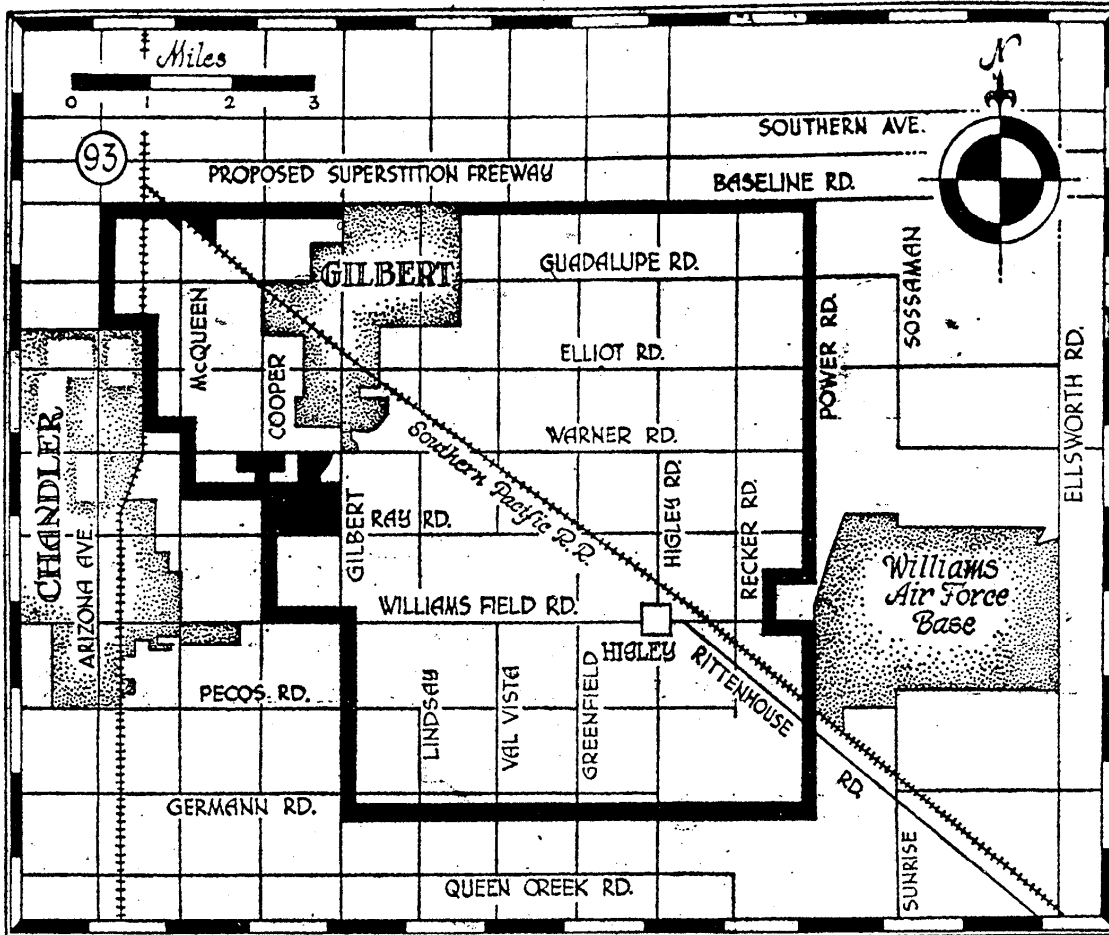 Miles
0 1 2 3
N
93
SOUTHERN AVE.
PROPOSED SUPERSTITION FREEWAY
BASELINE RD.
GILBERT
GUADALUPE RD.
SOSSAMAN
McQUEEN
COOPER
ELLIOT RD.
POWER RD.
ELLSWORTH RD.
CHANDLER
ARIZONA AVE.
Southern Pacific R.R.
WARNER RD.
HIGLEY RD.
RECKER RD.
GILBERT
RAY RD.
Williams
Air Force
Base
WILLIAMS FIELD RD.
HIGLEY
RITTENHOUSE
RD.
PECOS RD.
LINDSAY
VAL VISTA
GREENFIELD
GERMANN RD.
QUEEN CREEK RD.
SUNRISE